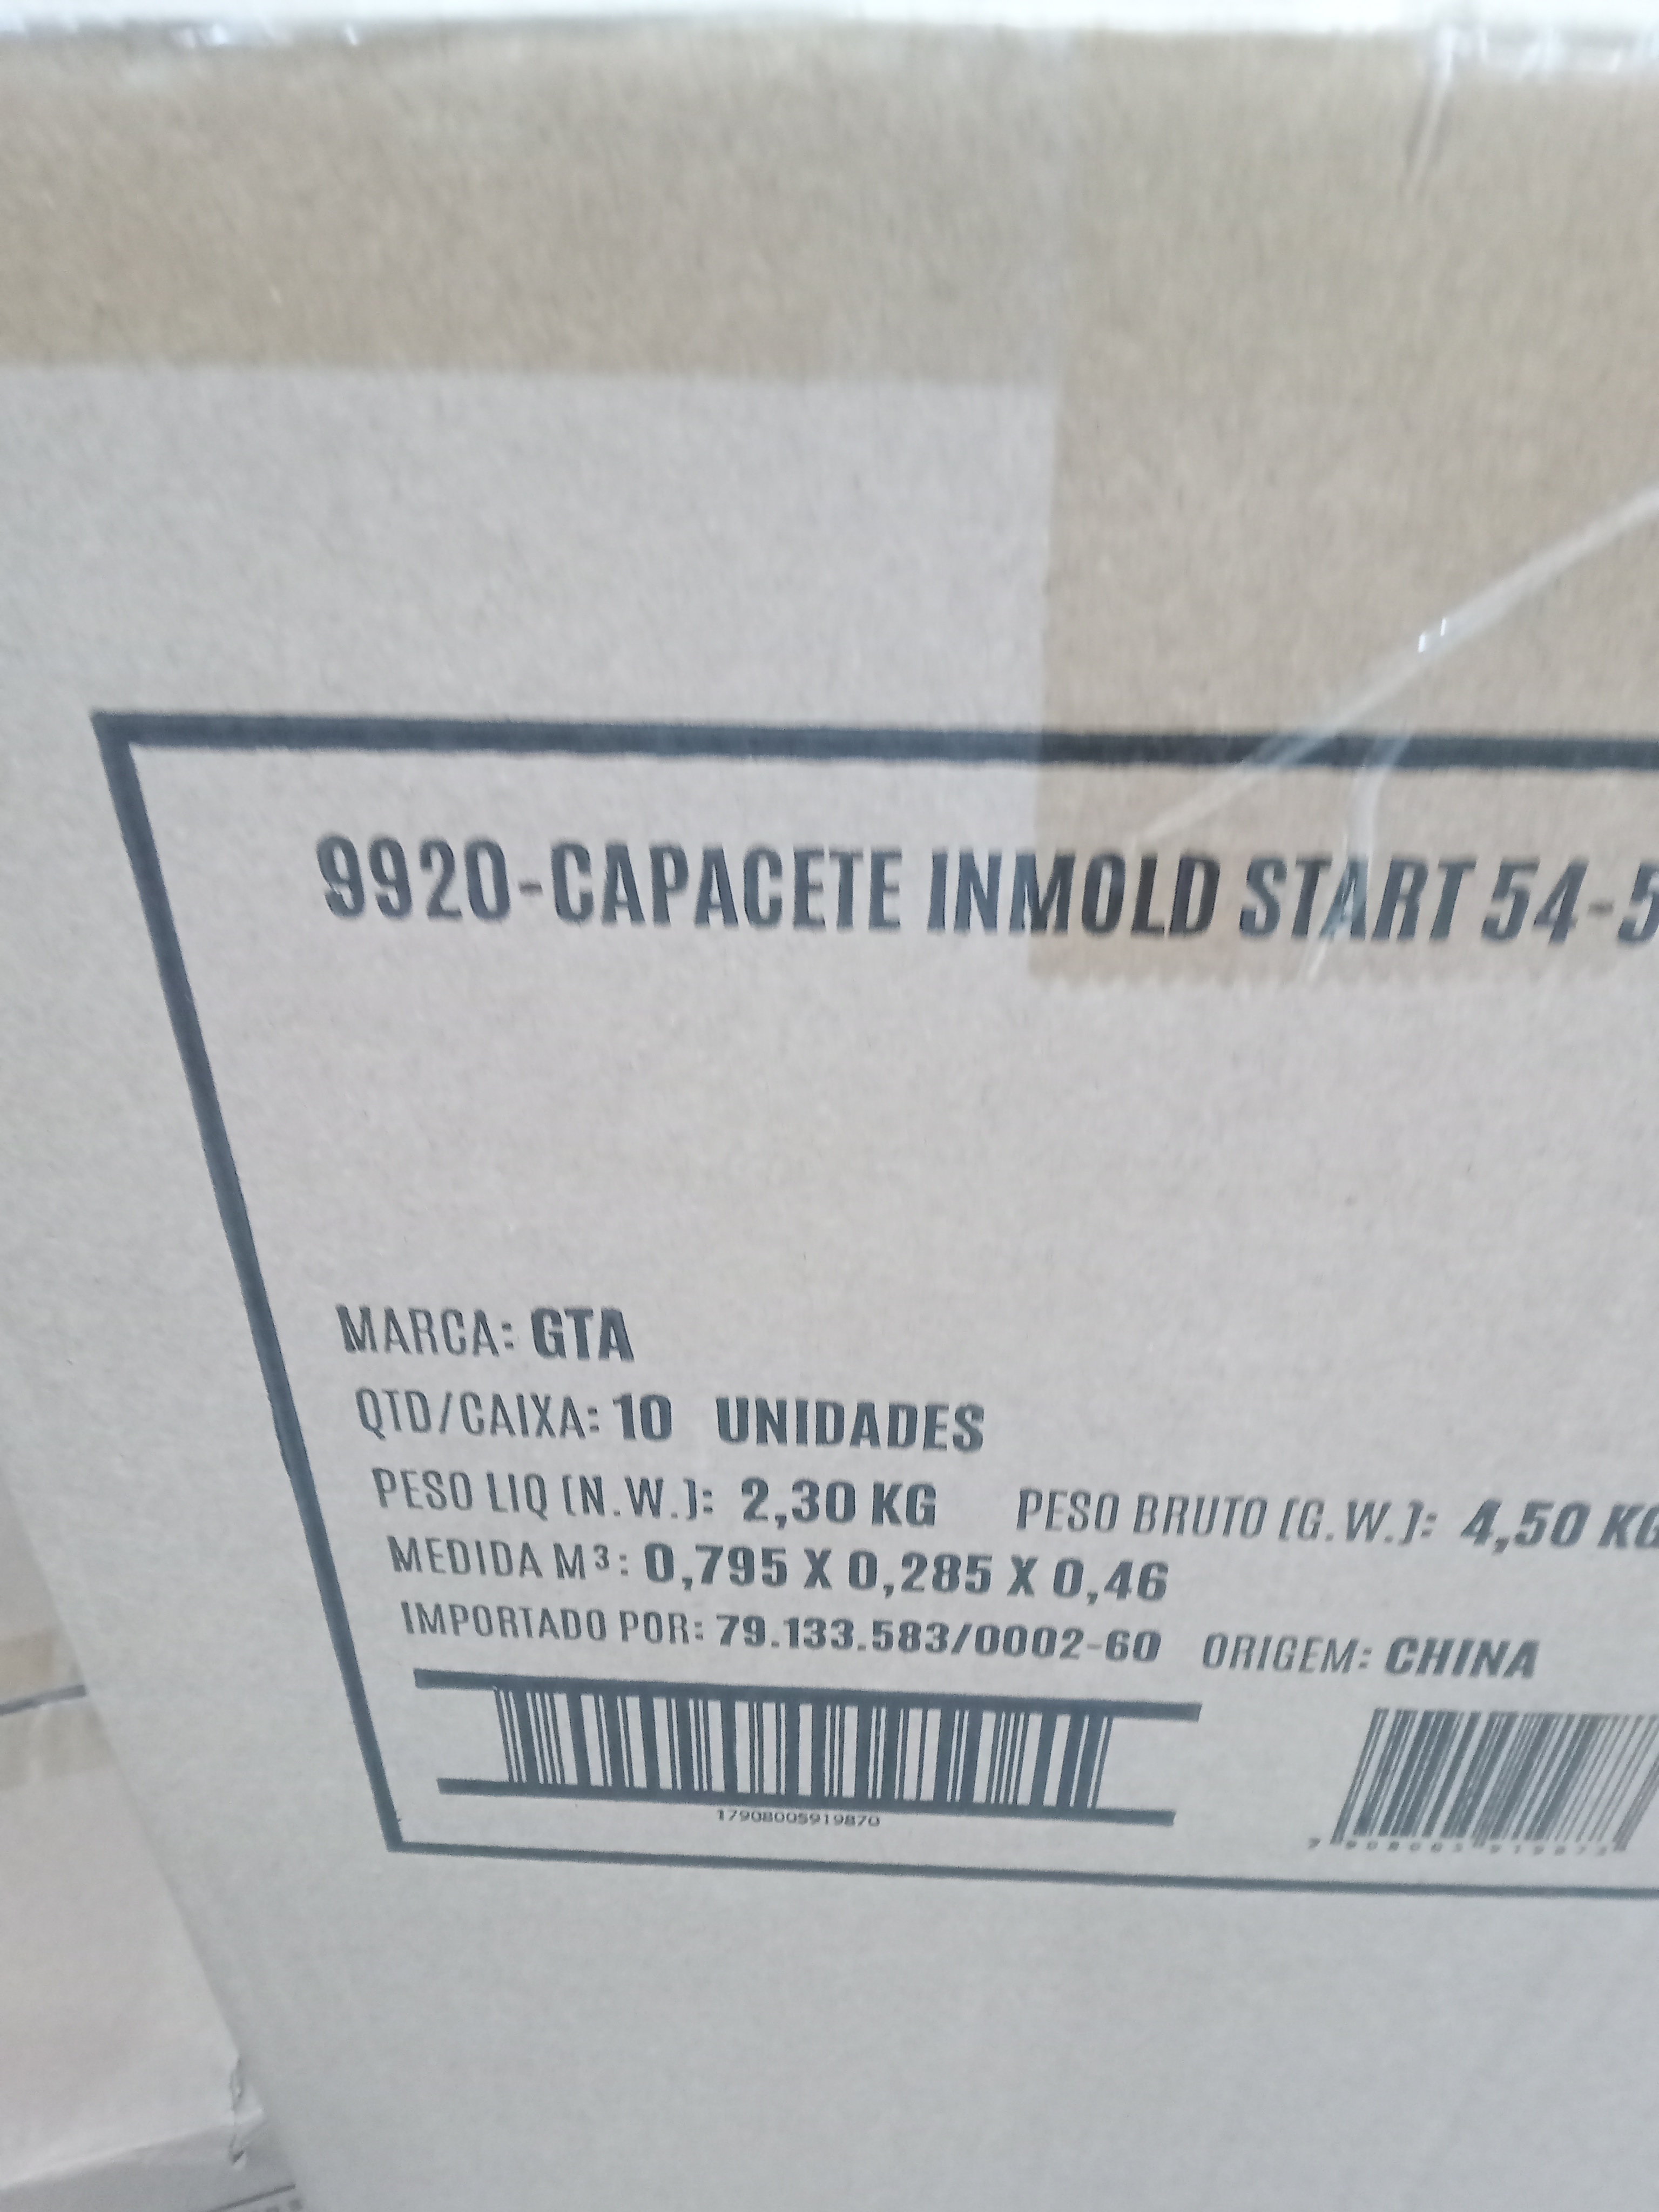 9920-CAPACETE INMOLD START 54-5
MARCA: GTA
QTD/CAIXA: 10 UNIDADES
PESO LIQ (N.W.): 2,30 KG PESO BRUTO (G.W.): 4,50 KG
MEDIDA M³: 0,795 X 0,285 X 0,46
IMPORTADO POR: 79.133.583/0002-60 ORIGEM: CHINA
17908005919870